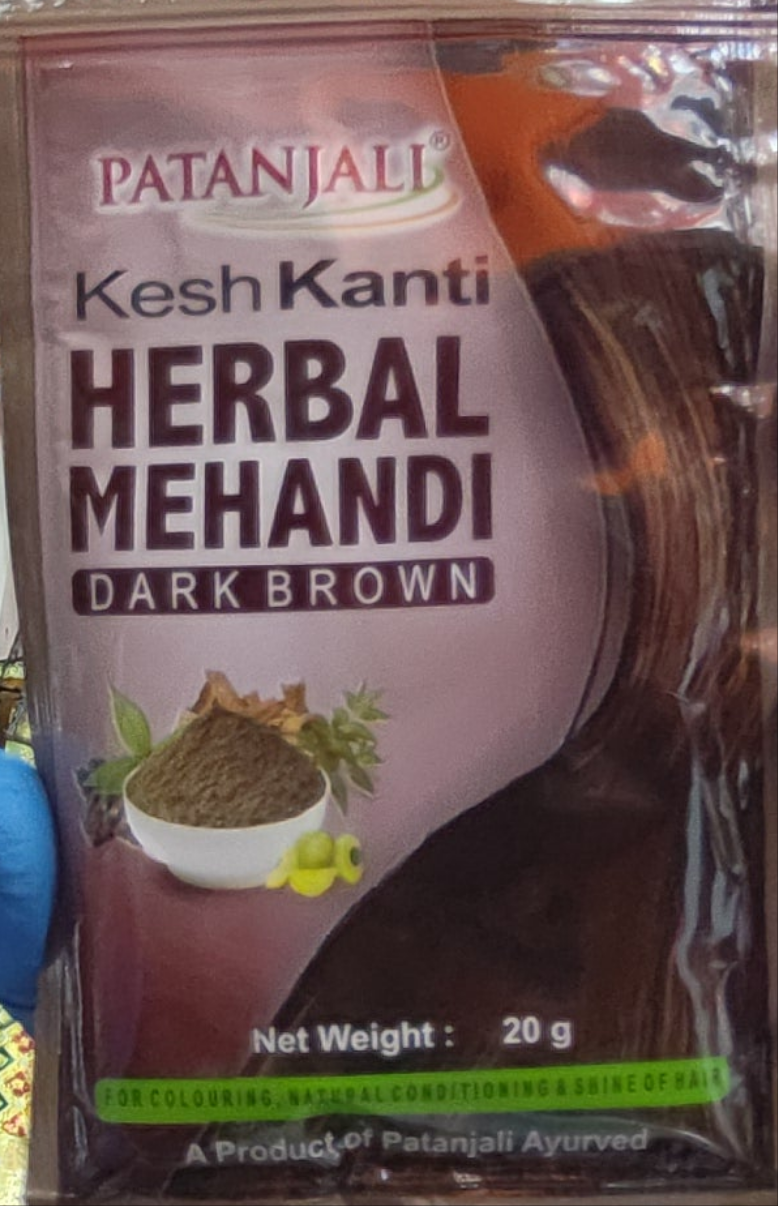 PATANJALI®
Kesh Kanti
HERBAL
MEHANDI
DARK BROWN
Net Weight : 20 g
FOR COLOURING, NATURAL CONDITIONING & SHINE OF HAIR
A Product of Patanjali Ayurved